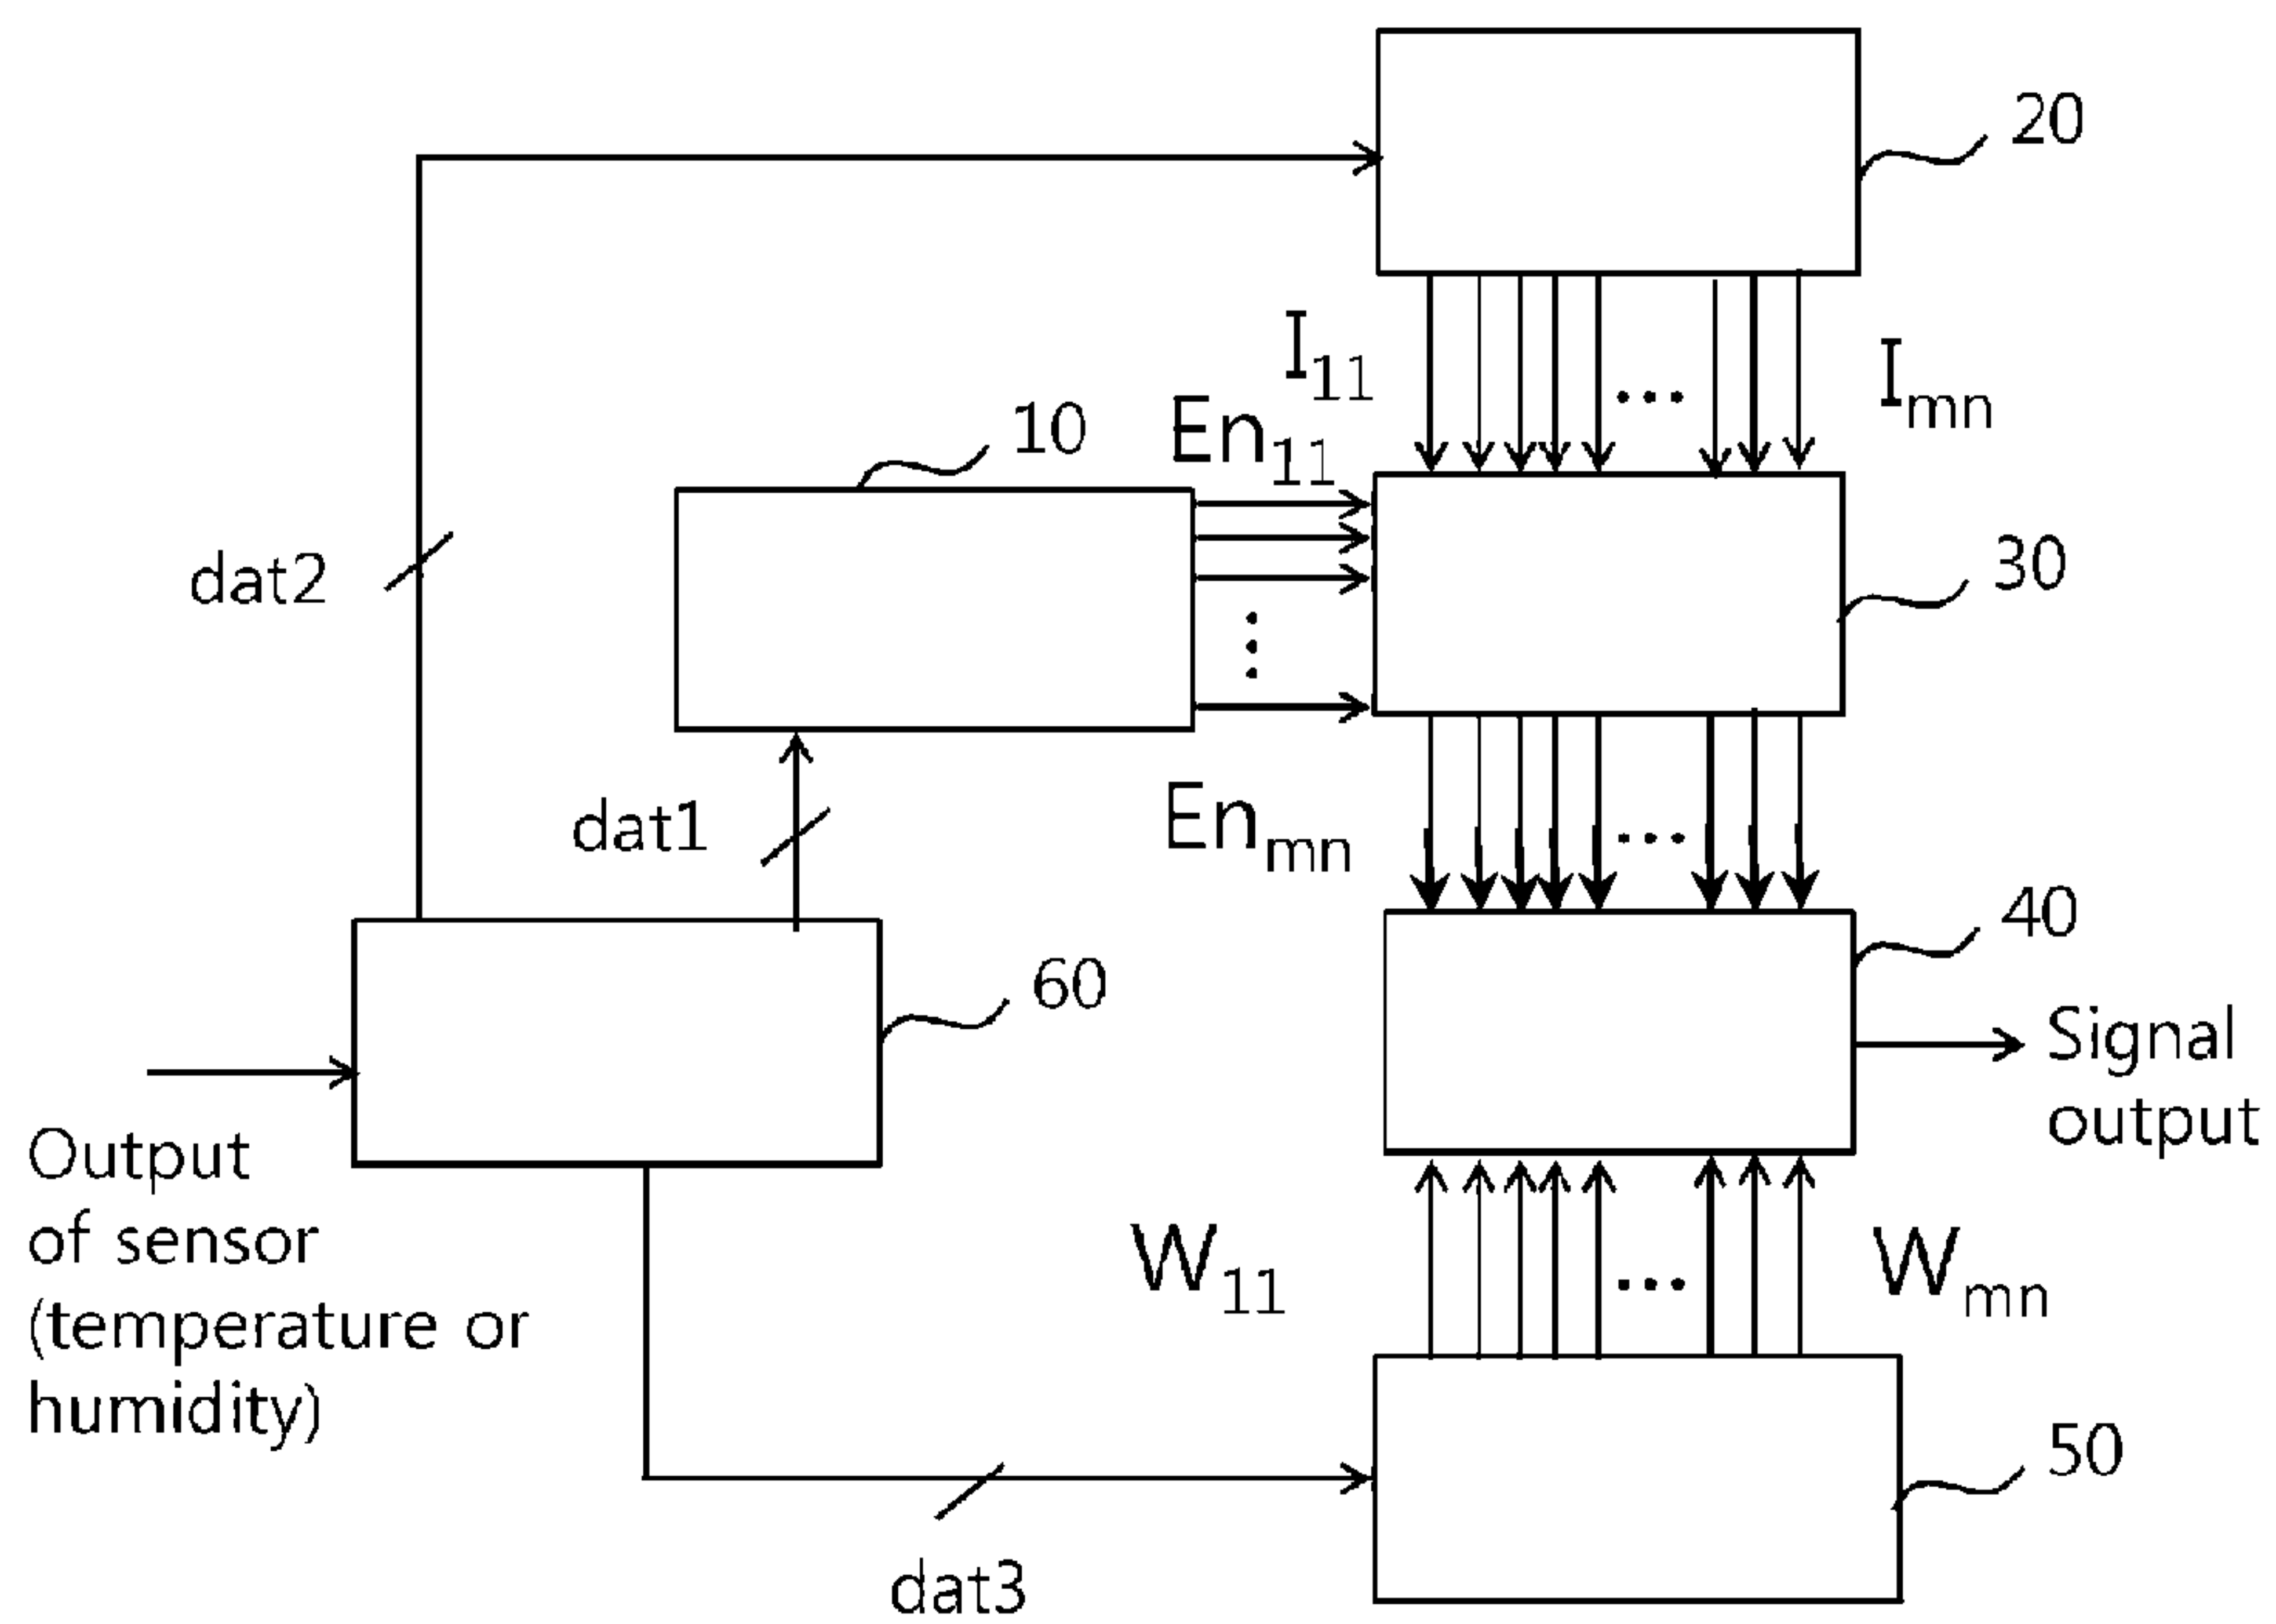 20
I11
Imn
10
En11
dat2
30
dat1
Enmn
40
60
Signal
output
Output
of sensor
(temperature or
humidity)
W11
Wmn
50
dat3